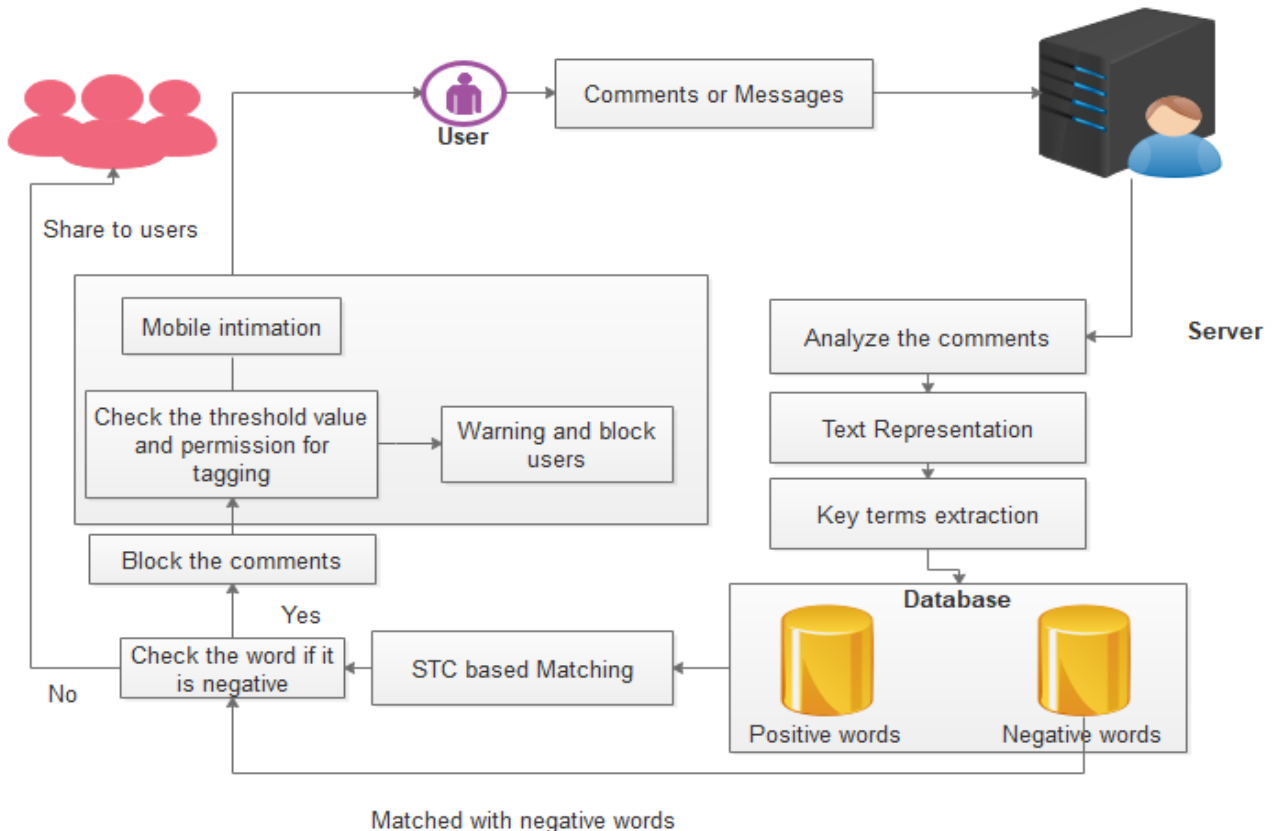 Comments or Messages
User
Share to users
Mobile intimation
Analyze the comments
Server
Check the threshold value
and permission for
tagging
Warning and block
users
Text Representation
Key terms extraction
Block the comments
Database
Yes
Check the word if it
is negative
STC based Matching
No
Positive words
Negative words
Matched with negative words